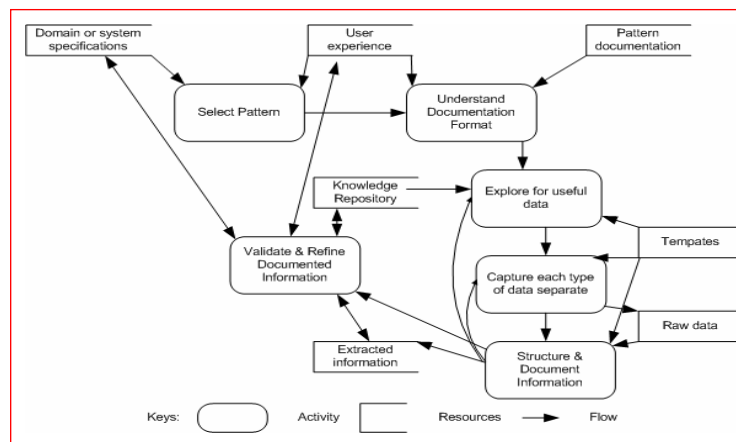 Domain or system
specifications
User
experience
Pattern
documentation
Select Pattern
Understand
Documentation
Format
Knowledge
Repository
Explore for useful
data
Validate & Refine
Documented
Information
Tempates
Capture each type
of data separate
Raw data
Extracted
information
Structure &
Document
Information
Keys:
Activity
Resources
Flow